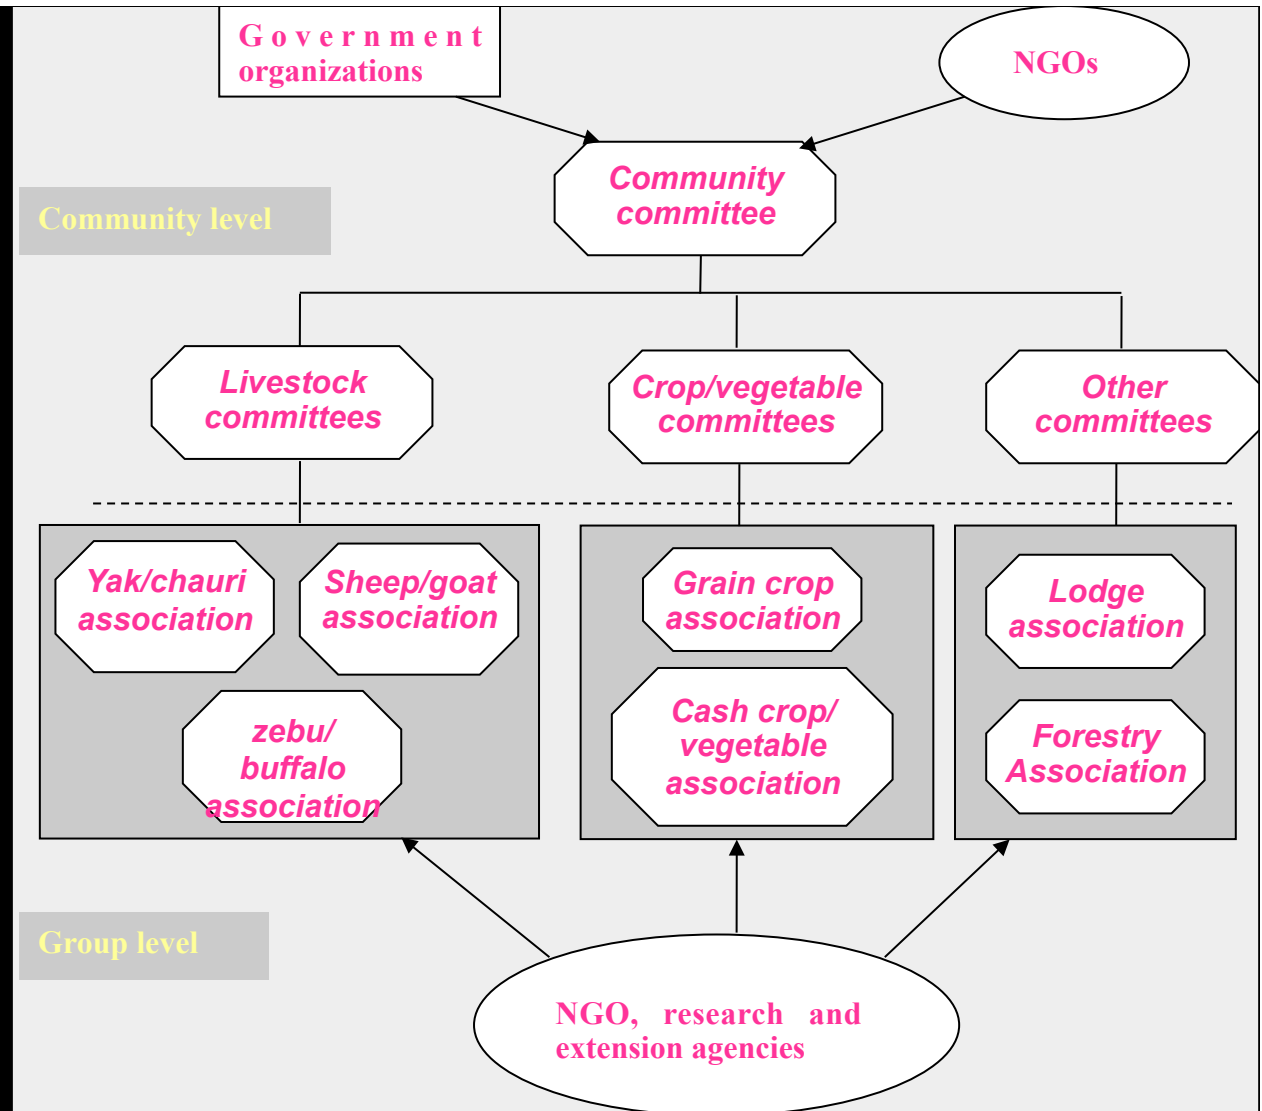 Government
organizations
NGOs
Community
committee
Community level
Livestock
committees
Crop/vegetable
committees
Other
committees
Yak/chauri
association
Sheep/goat
association
zebu/
buffalo
association
Grain crop
association
Cash crop/
vegetable
association
Lodge
association
Forestry
Association
Group level
NGO, research and
extension agencies